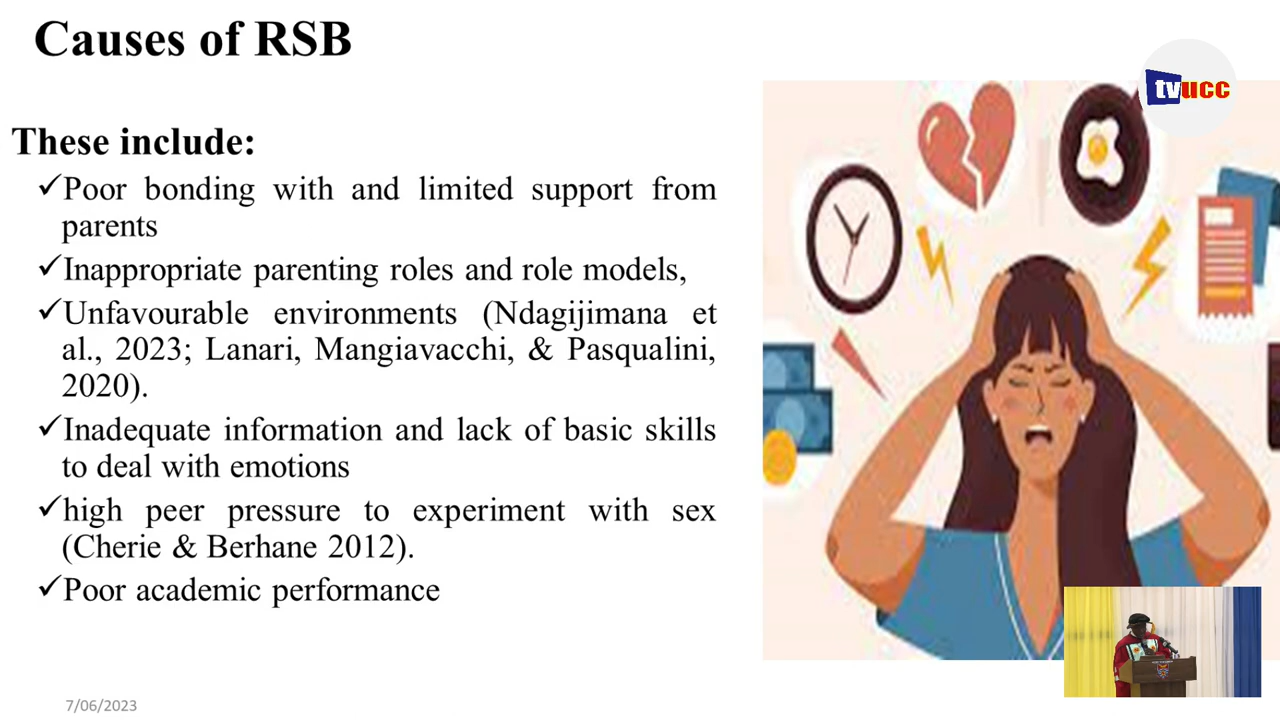 Causes of RSB
tvucc
These include:
✓Poor bonding with and limited support from
parents
✓Inappropriate parenting roles and role models,
✓Unfavourable environments (Ndagijimana et
al., 2023; Lanari, Mangiavacchi, & Pasqualini,
2020).
✓Inadequate information and lack of basic skills
to deal with emotions
✓high peer pressure to experiment with sex
(Cherie & Berhane 2012).
✓Poor academic performance
7/06/2023